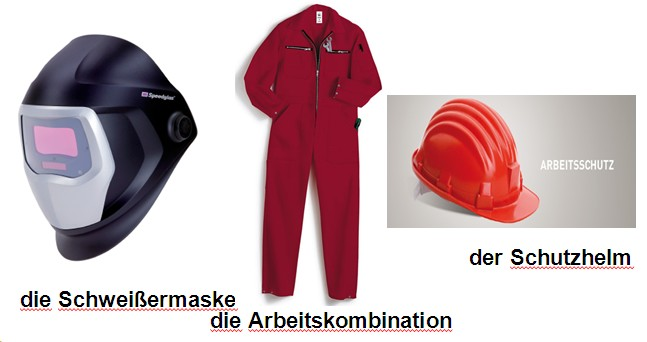 Speedglas
ARBEITSSCHUTZ
der Schutzhelm
die Schweißermaske
die Arbeitskombination